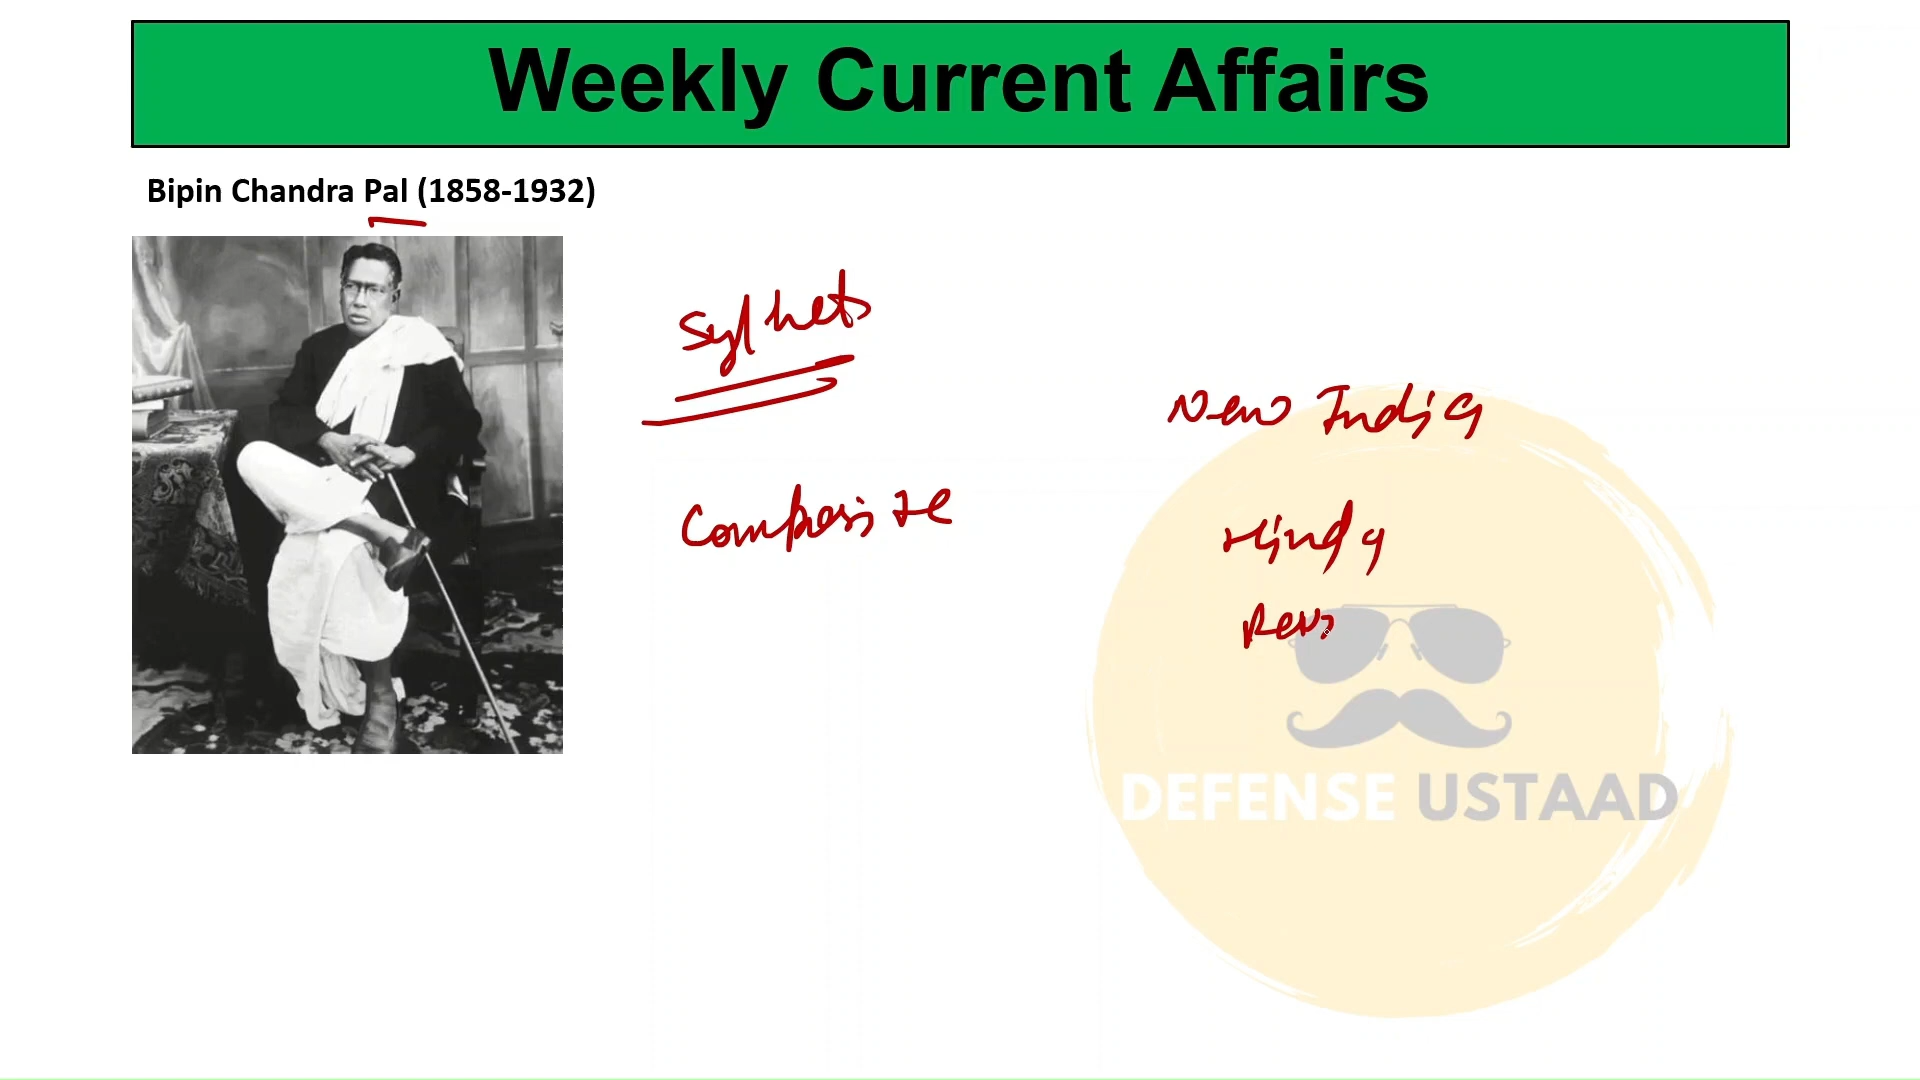 Weekly Current Affairs
Bipin Chandra Pal (1858-1932)
Sylhet
New India
Composite
Hindu
DEFENSE USTAAD